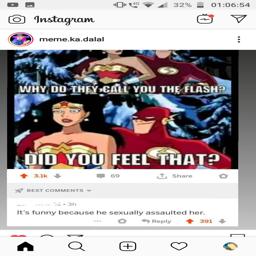 32% 01:06:54
Instagram
meme.ka.dalal
WHY DO THEY CALL YOU THE FLASH?
DID YOU FEEL THAT?
3.1k 69 Share
BEST COMMENTS
3h
It's funny because he sexually assaulted her.
Reply 391